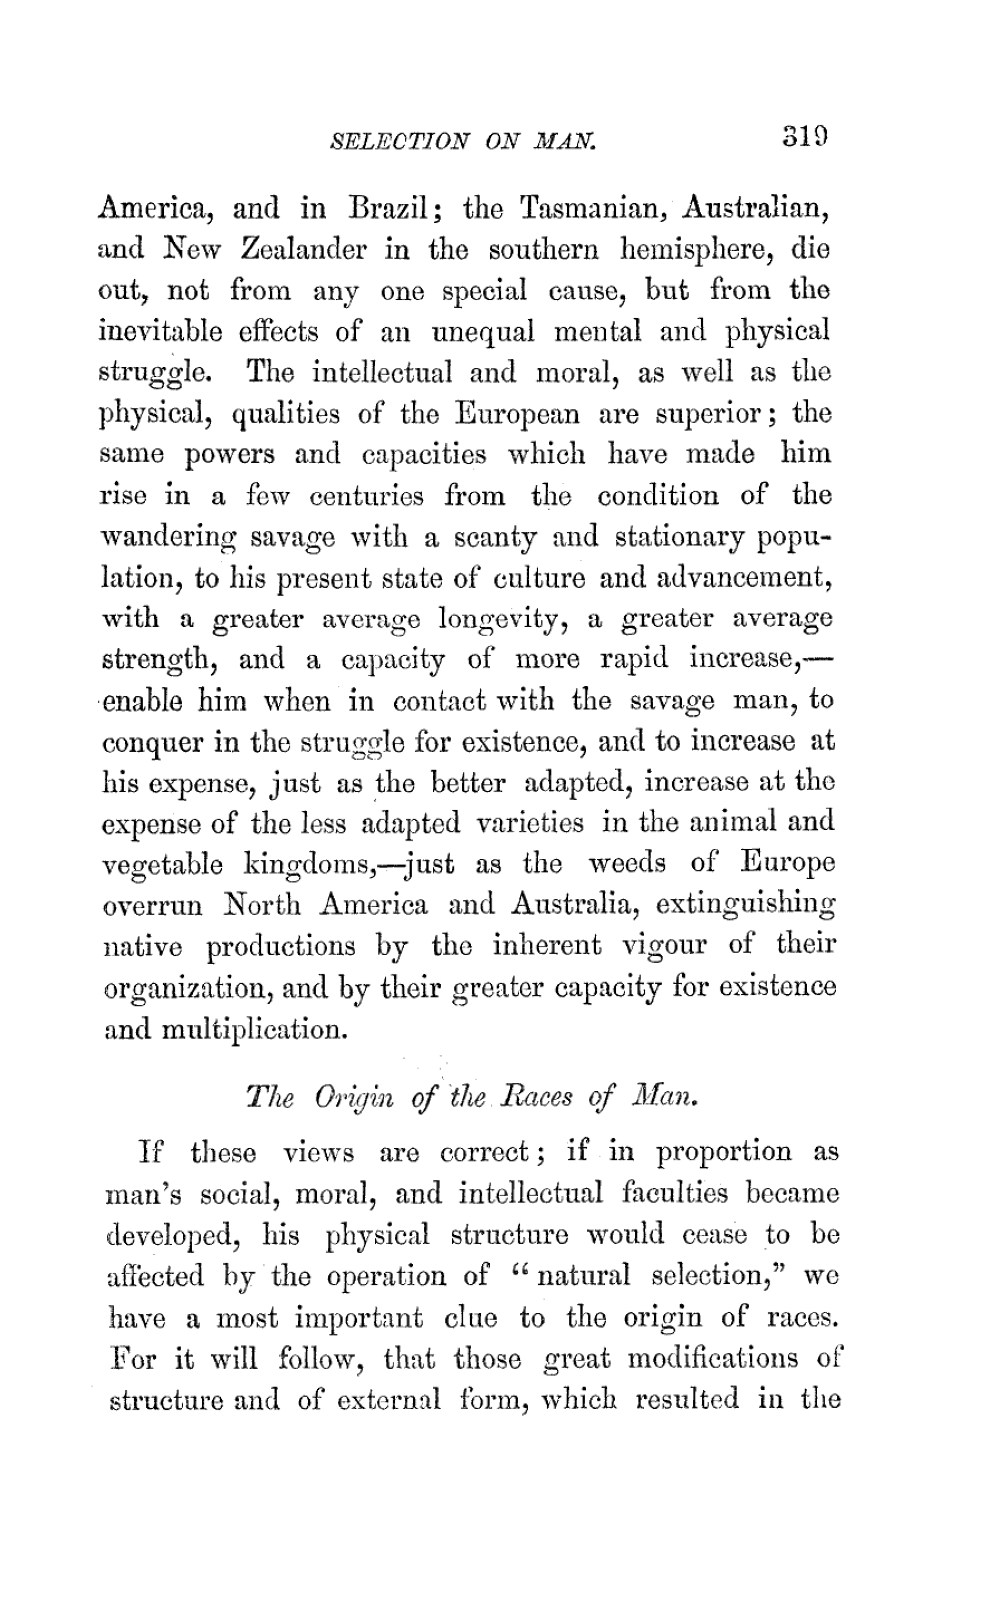 SELECTION ON MAN. 319
America, and in Brazil; the Tasmanian, Australian,
and New Zealander in the southern hemisphere, die
out, not from any one special cause, but from the
inevitable effects of an unequal mental and physical
struggle. The intellectual and moral, as well as the
physical, qualities of the European are superior; the
same powers and capacities which have made him
rise in a few centuries from the condition of the
wandering savage with a scanty and stationary popu-
lation, to his present state of culture and advancement,
with a greater average longevity, a greater average
strength, and a capacity of more rapid increase,—
enable him when in contact with the savage man, to
conquer in the struggle for existence, and to increase at
his expense, just as the better adapted, increase at the
expense of the less adapted varieties in the animal and
vegetable kingdoms,—just as the weeds of Europe
overrun North America and Australia, extinguishing
native productions by the inherent vigour of their
organization, and by their greater capacity for existence
and multiplication.
The Origin of the Races of Man.
If these views are correct; if in proportion as
man's social, moral, and intellectual faculties became
developed, his physical structure would cease to be
affected by the operation of “natural selection,” we
have a most important clue to the origin of races.
For it will follow, that those great modifications of
structure and of external form, which resulted in the